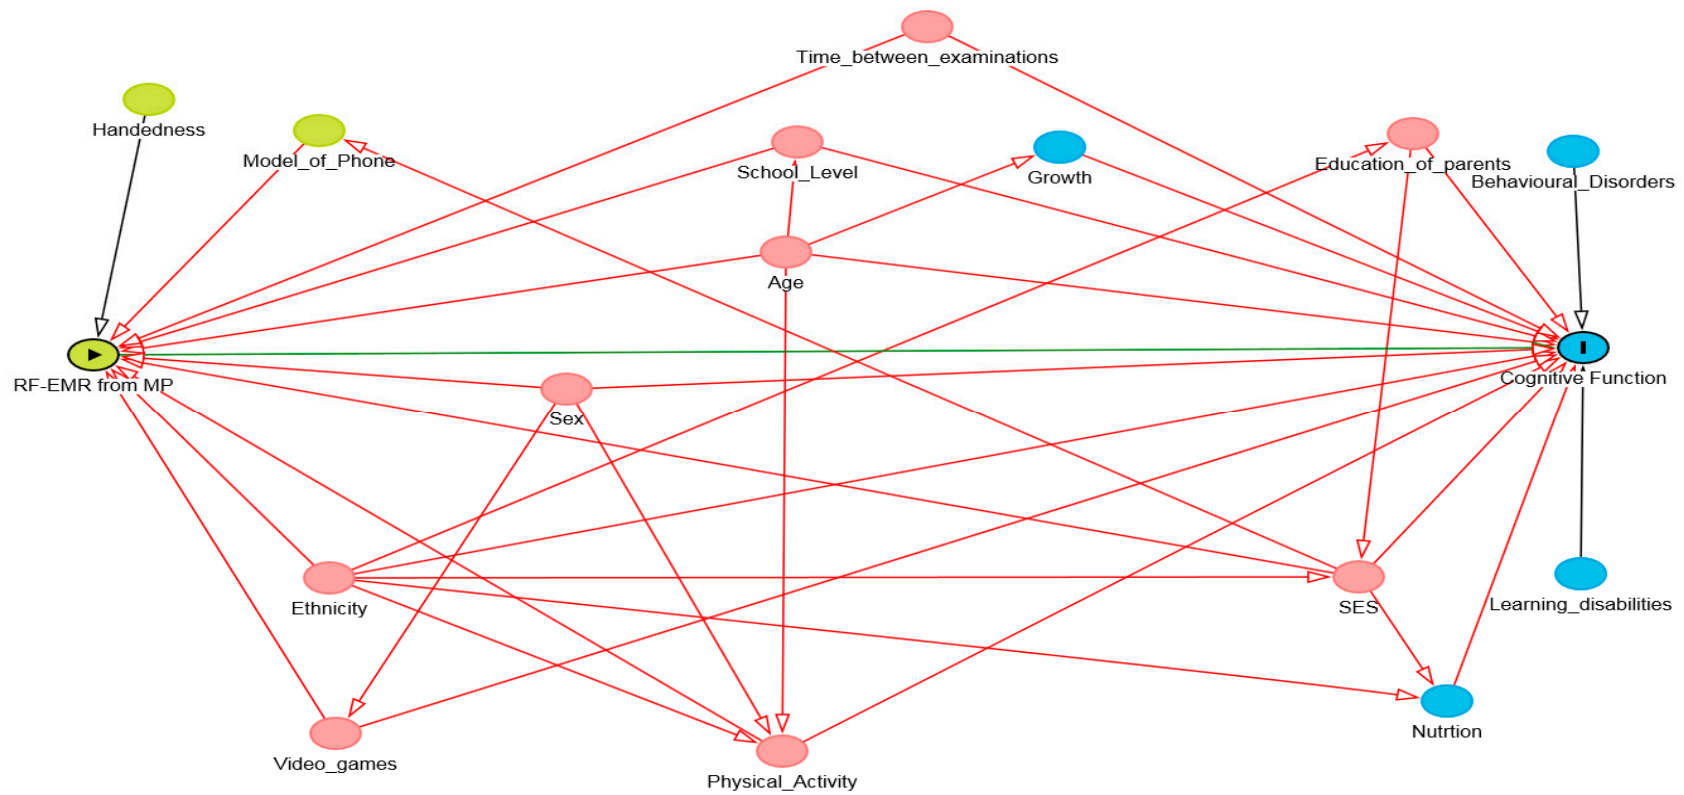 Time_between_examinations
Handedness
Model_of_Phone
School_Level
Growth
Education_of_parents
Behavioural_Disorders
Age
RF-EMR from MP
Cognitive Function
Sex
Ethnicity
SES
Learning_disabilities
Nutrtion
Video_games
Physical_Activity